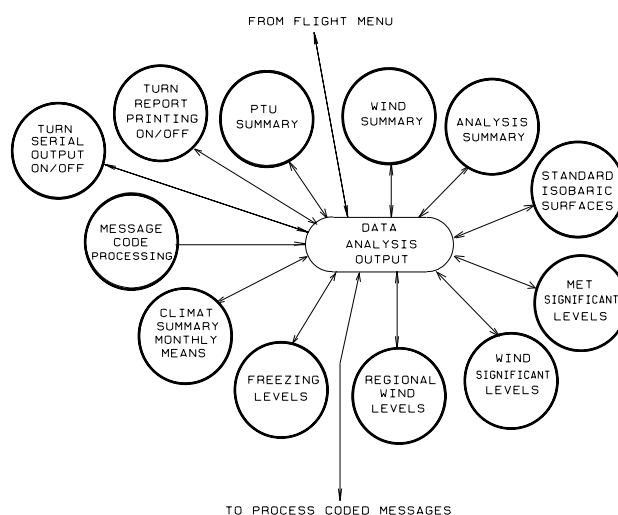 FROM FLIGHT MENU
TURN
REPORT
PRINTING
ON/OFF
PTU
SUMMARY
WIND
SUMMARY
ANALYSIS
SUMMARY
TURN
SERIAL
OUTPUT
ON/OFF
STANDARD
ISOBARIC
SURFACES
MESSAGE
CODE
PROCESSING
DATA
ANALYSIS
OUTPUT
MET
SIGNIFICANT
LEVELS
CLIMAT
SUMMARY
MONTHLY
MEANS
FREEZING
LEVELS
REGIONAL
WIND
LEVELS
WIND
SIGNIFICANT
LEVELS
TO PROCESS CODED MESSAGES